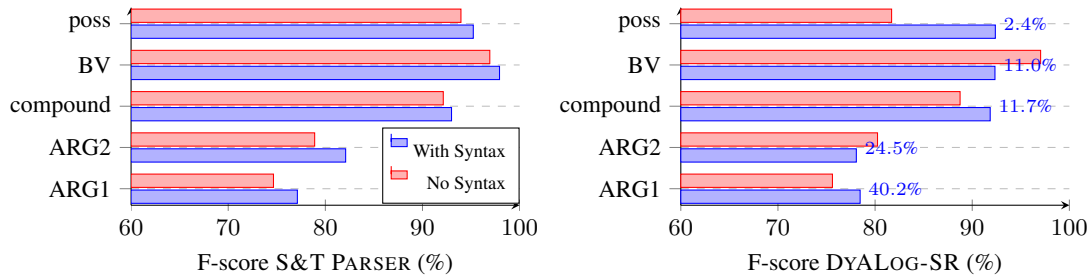 poss
BV
compound
ARG2
ARG1
With Syntax
No Syntax
60 70 80 90 100
F-score S&T PARSER (%)
poss 2.4%
BV 11.0%
compound 11.7%
ARG2 24.5%
ARG1 40.2%
60 70 80 90 100
F-score DYALOG-SR (%)